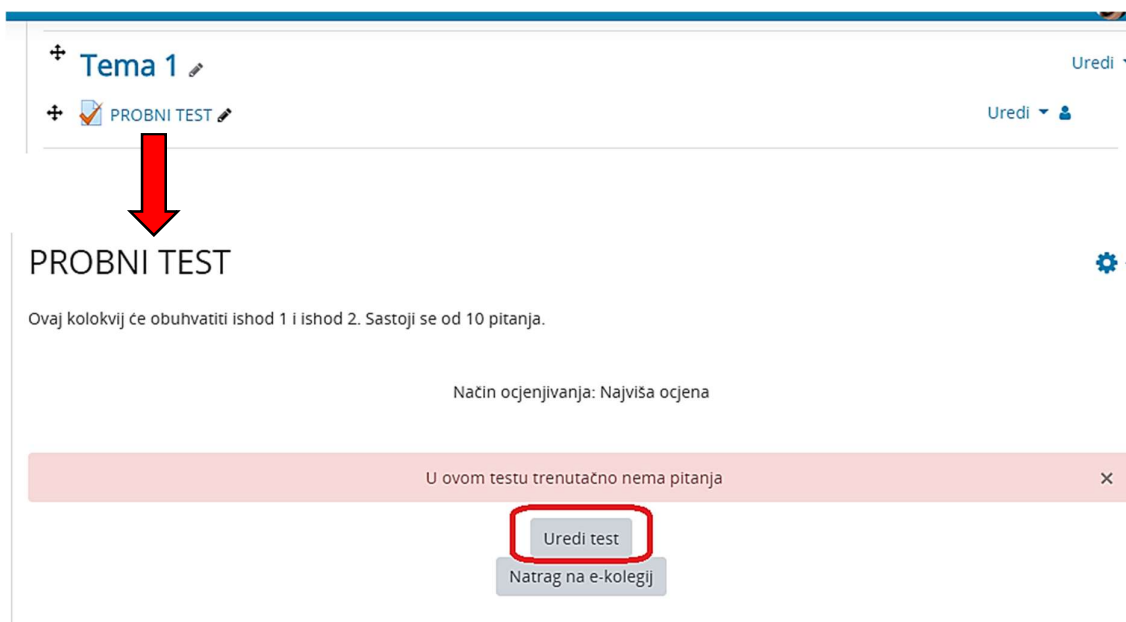 Tema 1
Uredi
PROBNI TEST
Uredi
PROBNI TEST
Ovaj kolokvij će obuhvatiti ishod 1 i ishod 2. Sastoji se od 10 pitanja.
Način ocjenjivanja: Najviša ocjena
U ovom testu trenutačno nema pitanja
Uredi test
Natrag na e-kolegij